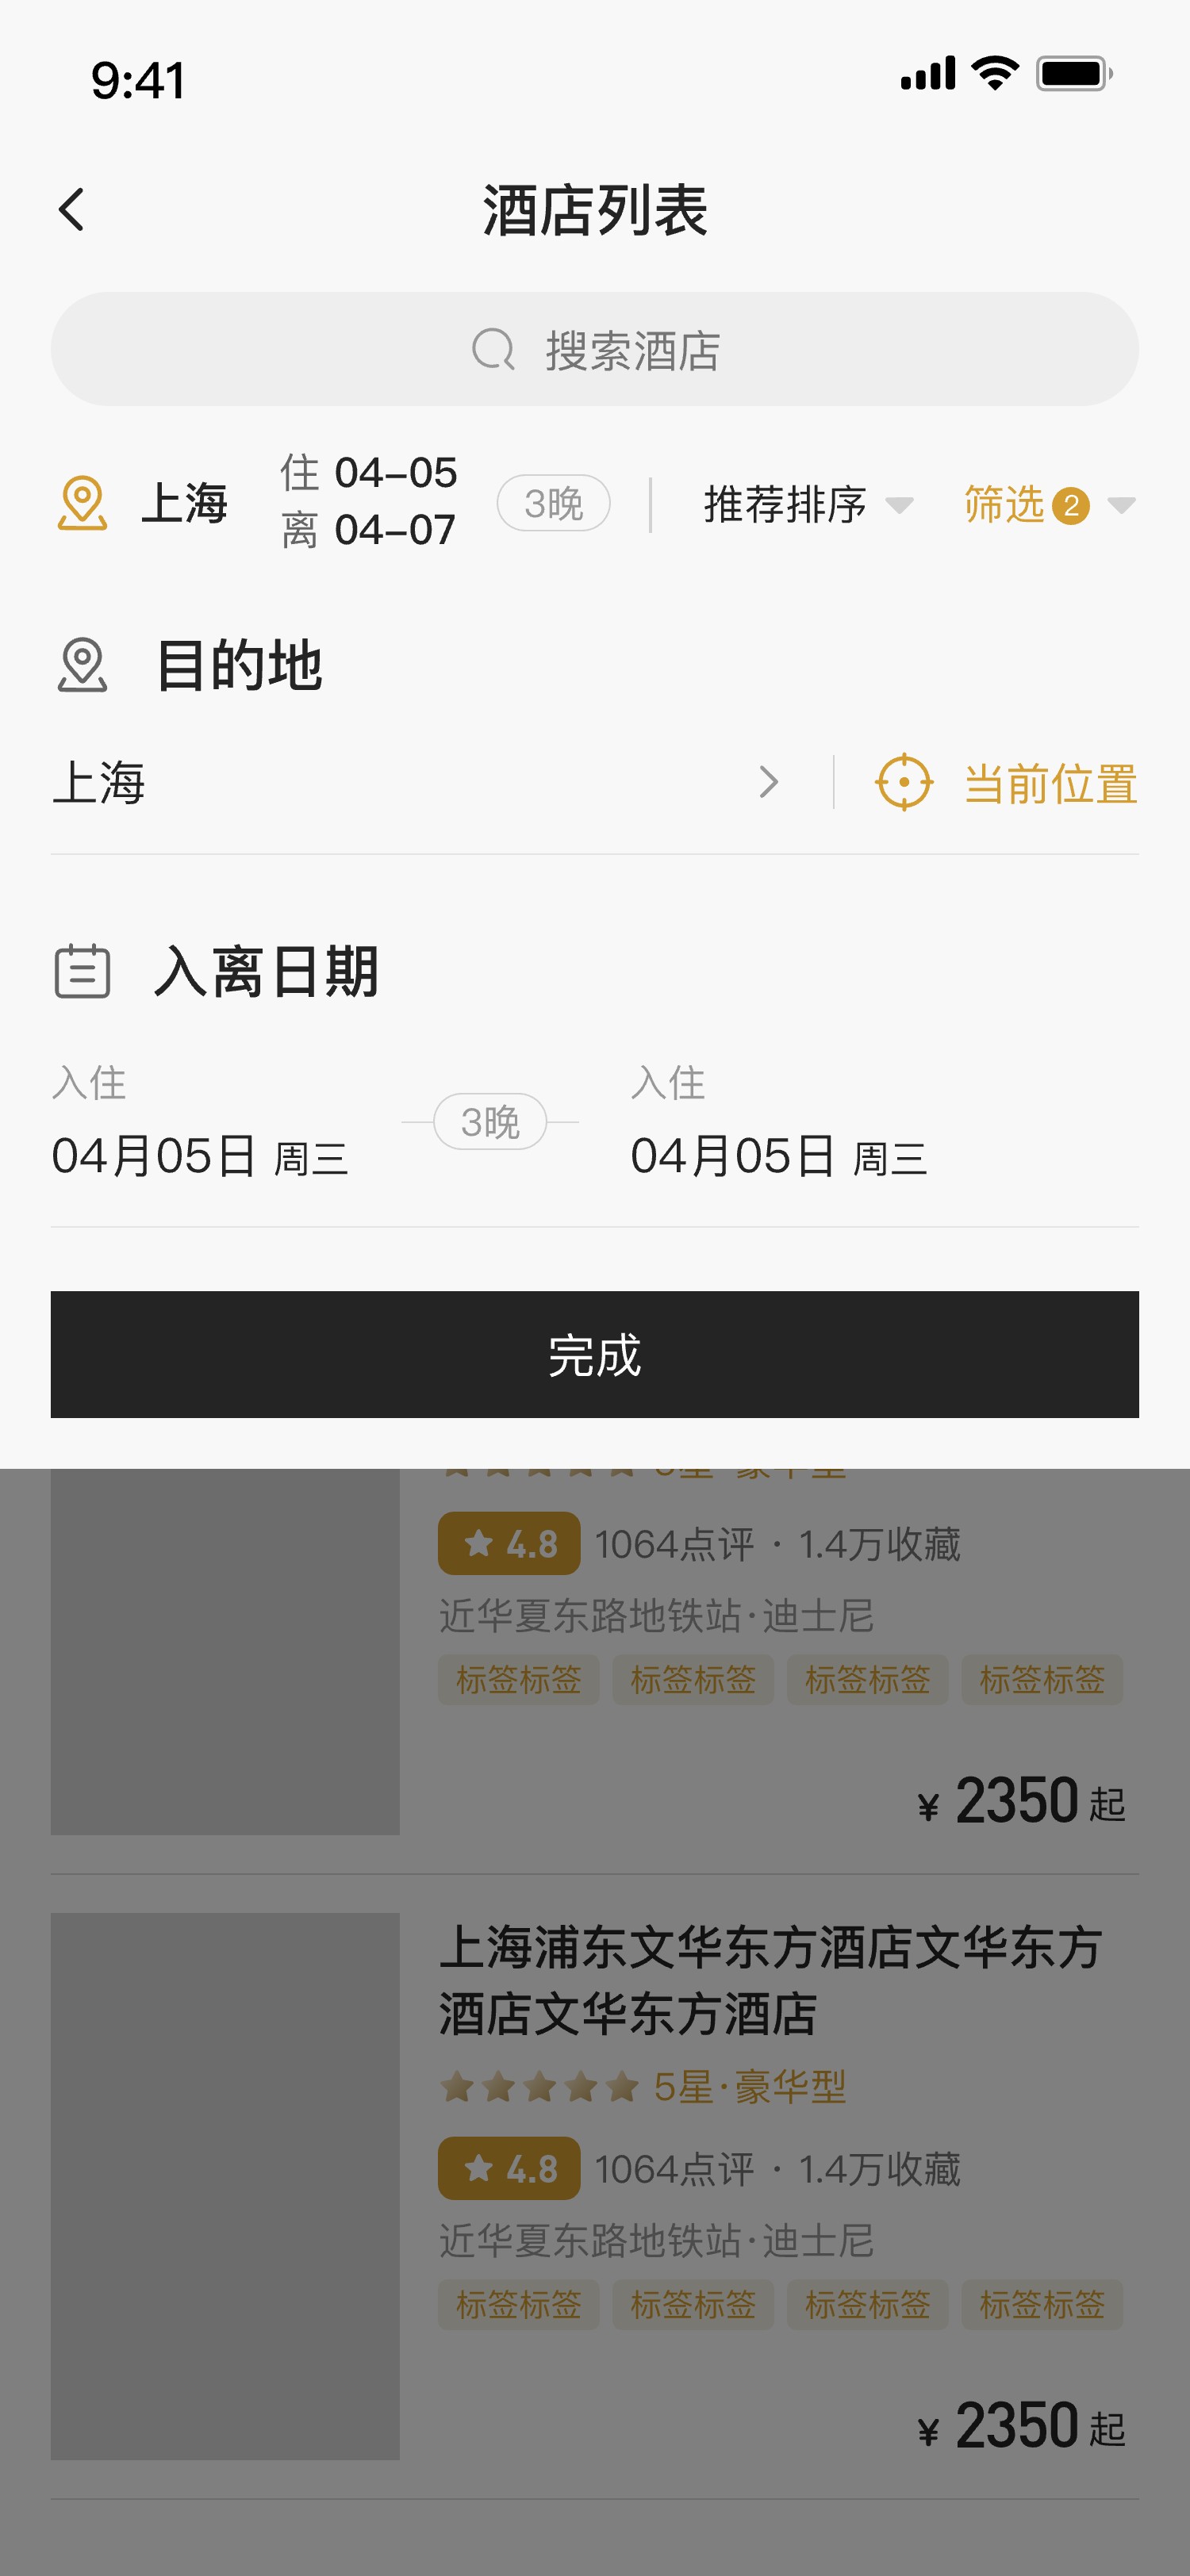 9:41
酒店列表
搜索酒店
上海
住 04-05
离 04-07
3晚
推荐排序
筛选 2
目的地
上海
当前位置
入离日期
入住
04月05日 周三
3晚
入住
04月05日 周三
完成
5星·豪华型
4.8 1064点评 · 1.4万收藏
近华夏东路地铁站·迪士尼
标签标签 标签标签 标签标签 标签标签
¥ 2350 起
上海浦东文华东方酒店文华东方
酒店文华东方酒店
5星·豪华型
4.8 1064点评 · 1.4万收藏
近华夏东路地铁站·迪士尼
标签标签 标签标签 标签标签 标签标签
¥ 2350 起